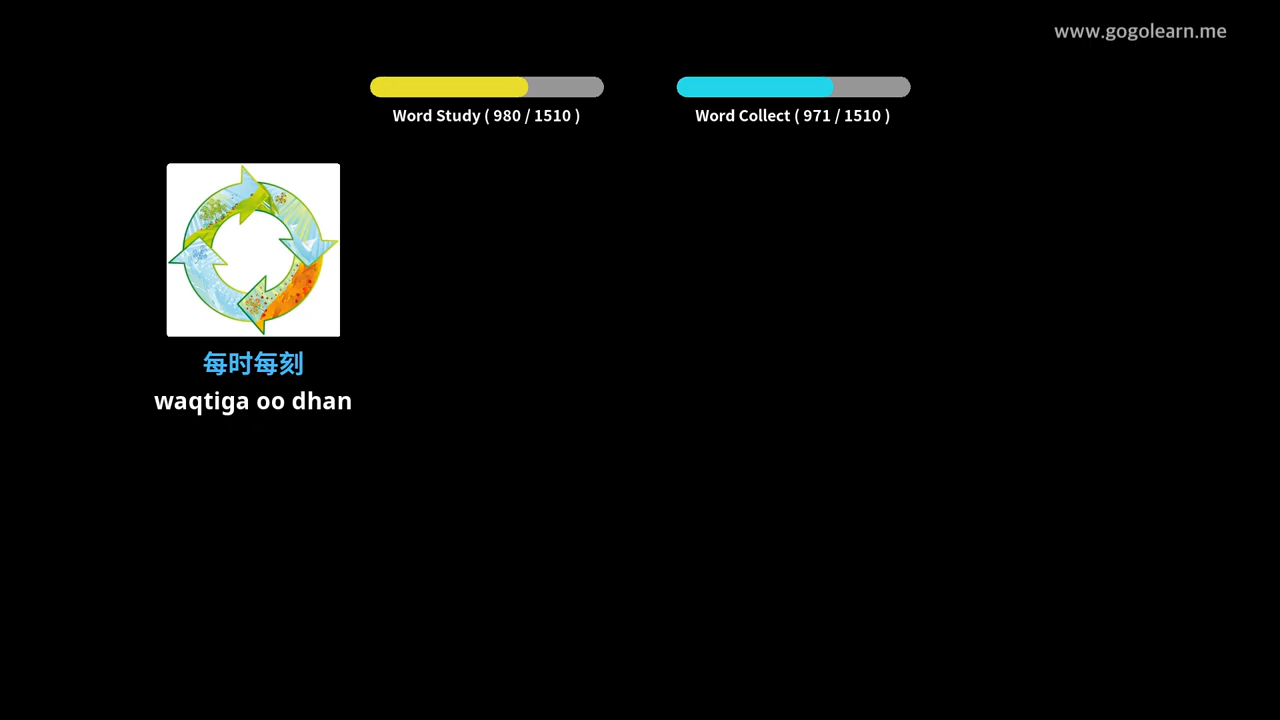 www.gogolearn.me
Word Study ( 980 / 1510 )
Word Collect ( 971 / 1510 )
每时每刻
waqtiga oo dhan